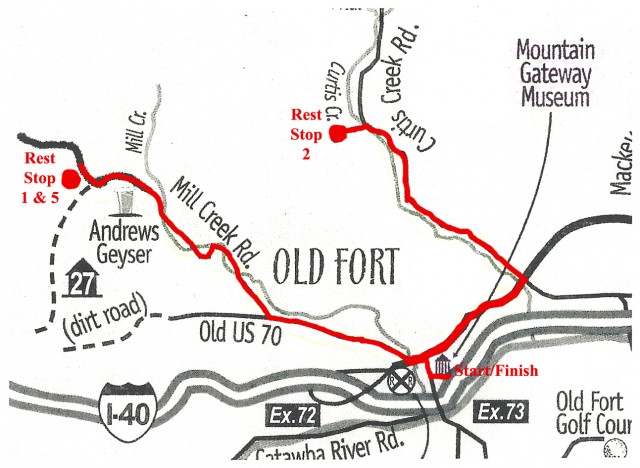 Creek Rd.
Curtis Cr.
Curtis
Mountain
Gateway
Museum
Rest
Stop
2
Mill Cr.
Rest
Stop
1 & 5
Mill Creek Rd.
Andrews
Geyser
OLD FORT
27
(dirt road)
Old US 70
R R
Start/Finish
I-40
Ex.72
Ex.73
Old Fort
Golf Cour
Catawba River Rd.